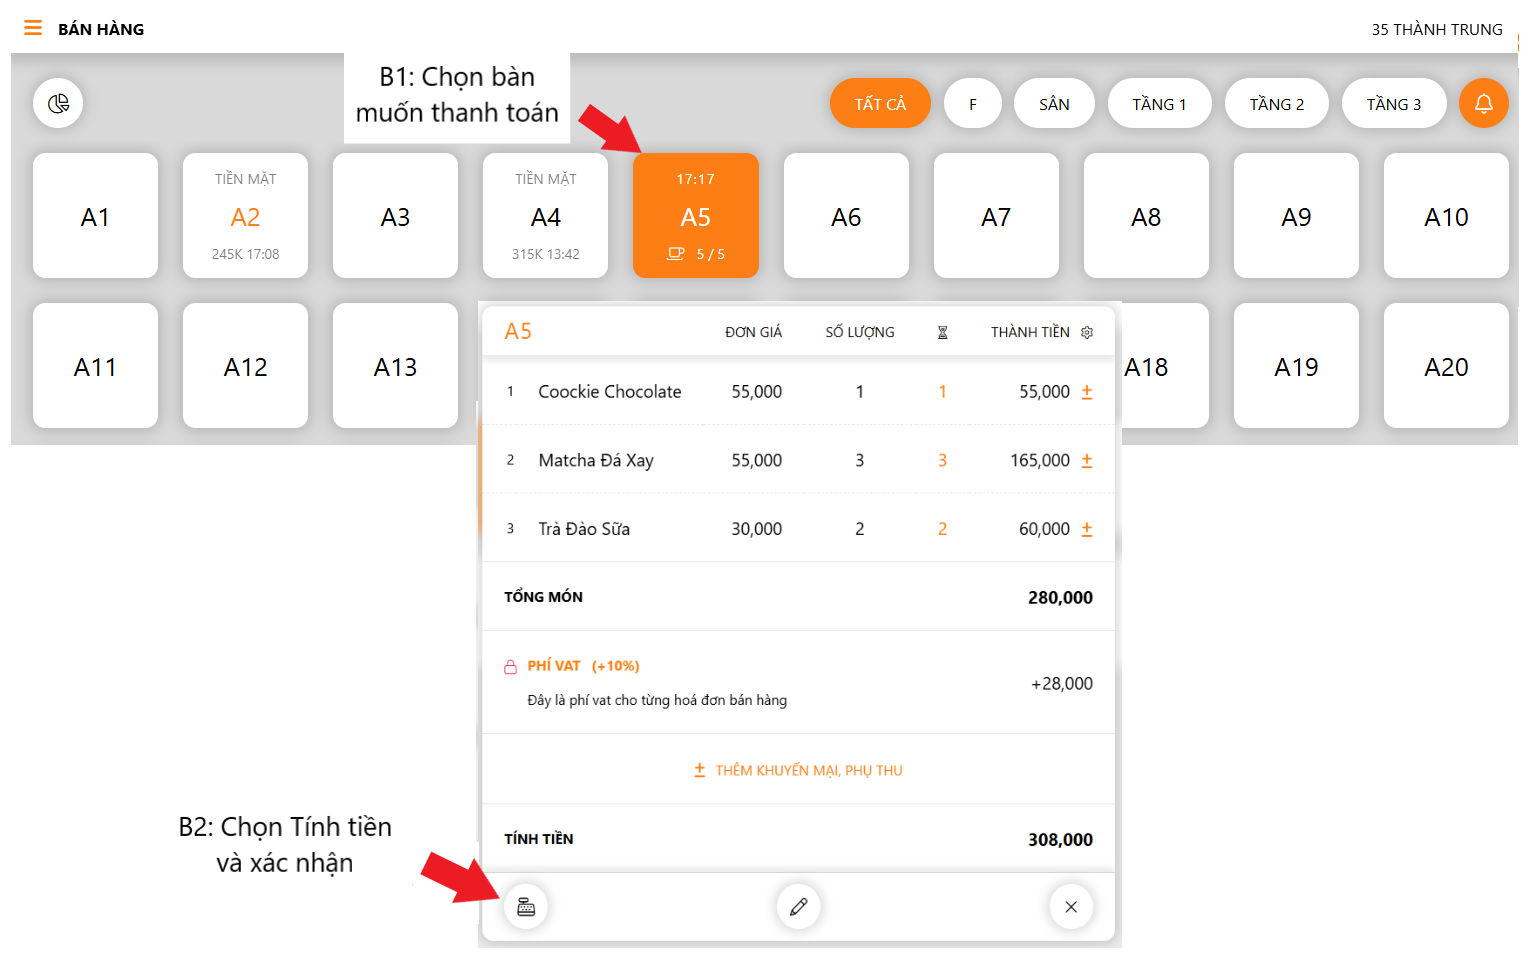 BÁN HÀNG
35 THÀNH TRUNG
B1: Chọn bàn
muốn thanh toán
TẤT CẢ
F
SÂN
TẦNG 1
TẦNG 2
TẦNG 3
A1
TIỀN MẶT
A2
245K 17:08
A3
TIỀN MẶT
A4
315K 13:42
17:17
A5
5 / 5
A6
A7
A8
A9
A10
A11
A12
A13
A18
A19
A20
A5 ĐƠN GIÁ SỐ LƯỢNG THÀNH TIỀN
1 Coockie Chocolate 55,000 1 1 55,000 ±
2 Matcha Đá Xay 55,000 3 3 165,000 ±
3 Trà Đào Sữa 30,000 2 2 60,000 ±
TỔNG MÓN 280,000
PHÍ VAT (+10%)
+28,000
Đây là phí vat cho từng hoá đơn bán hàng
± THÊM KHUYẾN MẠI, PHỤ THU
TÍNH TIỀN 308,000
B2: Chọn Tính tiền
và xác nhận